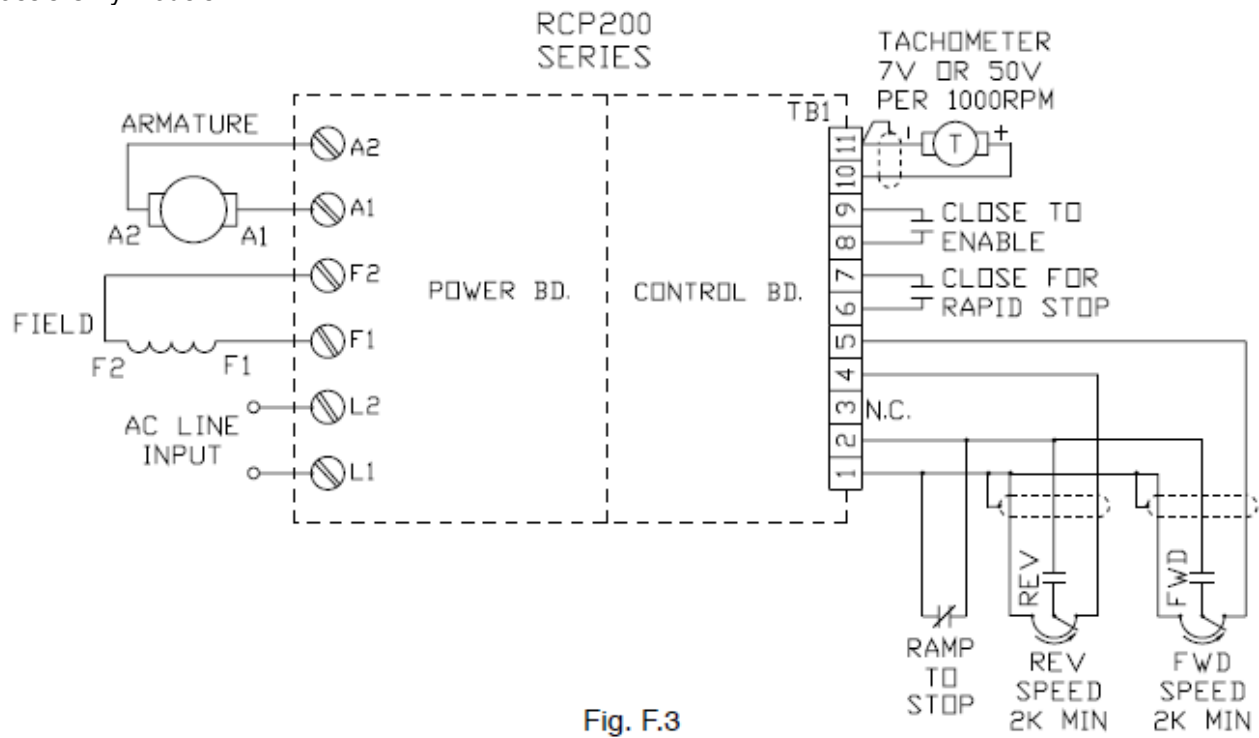 RCP200
SERIES
TACHOMETER
7V OR 50V
PER 1000RPM
TB1
ARMATURE
A2
A1
A2
A1
F2
F1
FIELD
F2
F1
AC LINE
INPUT
L2
L1
POWER BD.
CONTROL BD.
11
10
9
8
7
6
5
4
3
2
1
- T +
CLOSE TO
ENABLE
CLOSE FOR
RAPID STOP
N.C.
REV
FWD
RAMP
TO
STOP
REV
SPEED
2K MIN
FWD
SPEED
2K MIN
Fig. F.3